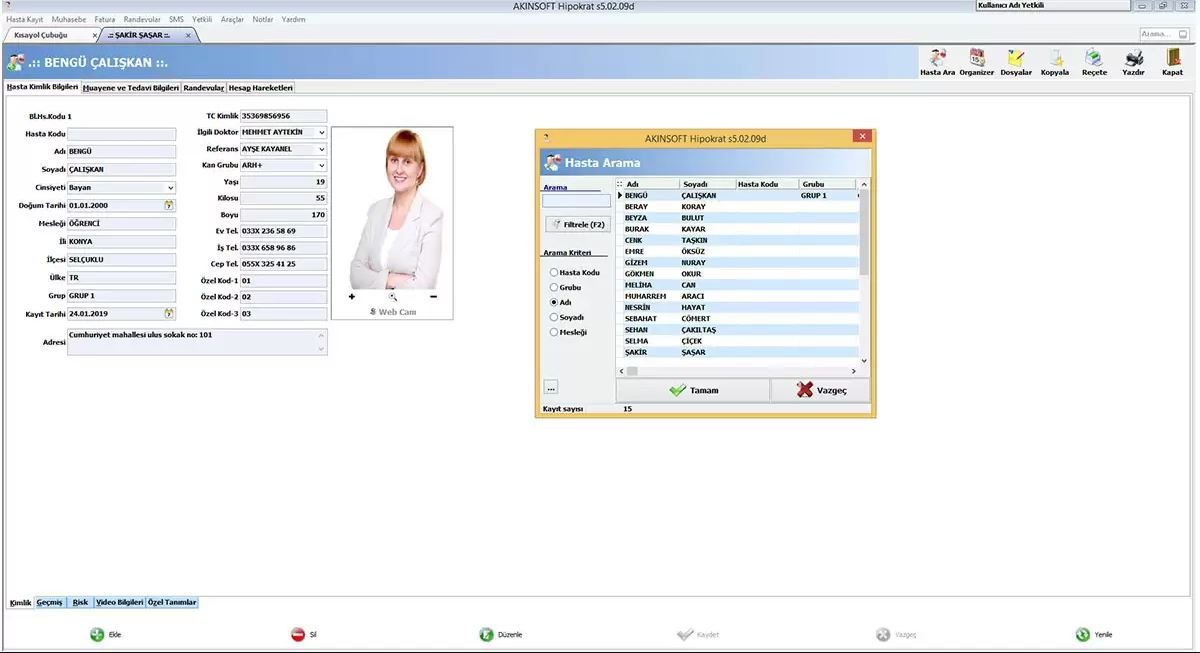 AKINSOFT Hipokrat s5.02.09d
Kullanıcı Adı Yetkili
Hasta Kayıt Muhasebe Fatura Randevular SMS Yetkili Araçlar Notlar Yardım
Kısayol Çubuğu x .:: ŞAKİR ŞAŞAR ::. x
Arama...
.:: BENGÜ ÇALIŞKAN ::.
Hasta Ara Organizer Dosyalar Kopyala Reçete Yazdır Kapat
Hasta Kimlik Bilgileri Muayene ve Tedavi Bilgileri Randevular Hesap Hareketleri
Bl.Hs.Kodu 1
Hasta Kodu
Adı BENGÜ
Soyadı ÇALIŞKAN
Cinsiyeti Bayan
Doğum Tarihi 01.01.2000
Mesleği ÖĞRENCİ
İli KONYA
İlçesi SELÇUKLU
Ülke TR
Grup GRUP 1
Kayıt Tarihi 24.01.2019
Adresi Cumhuriyet mahallesi ulus sokak no: 101
TC Kimlik 35369856956
İlgili Doktor MEHMET AYTEKİN
Referans AYŞE KAYANEL
Kan Grubu ARH+
Yaşı 19
Kilosu 55
Boyu 170
Ev Tel. 033X 236 58 69
İş Tel. 033X 658 96 86
Cep Tel. 055X 325 41 25
Özel Kod-1 01
Özel Kod-2 02
Özel Kod-3 03
Web Cam
AKINSOFT Hipokrat s5.02.09d
Hasta Arama
Arama
Filtrele (F2)
Arama Kriteri
Hasta Kodu
Grubu
Adı
Soyadı
Mesleği
...
Adı Soyadı Hasta Kodu Grubu
BENGÜ ÇALIŞKAN GRUP 1
BERAY KORAY
BEYZA BULUT
BURAK KAYAR
CENK TAŞKIN
EMRE ÖKSÜZ
GİZEM NURAY
GÖKMEN OKUR
MELİHA CAN
MUHARREM ARACI
NESRİN HAYAT
SEBAHAT CÖMERT
SEHAN ÇAKILTAŞ
SELMA ÇİÇEK
ŞAKİR ŞAŞAR
Tamam Vazgeç
Kayıt sayısı 15
Kimlik Geçmiş Risk Video Bilgileri Özel Tanımlar
Ekle Sil Düzenle Kaydet Vazgeç Yenile